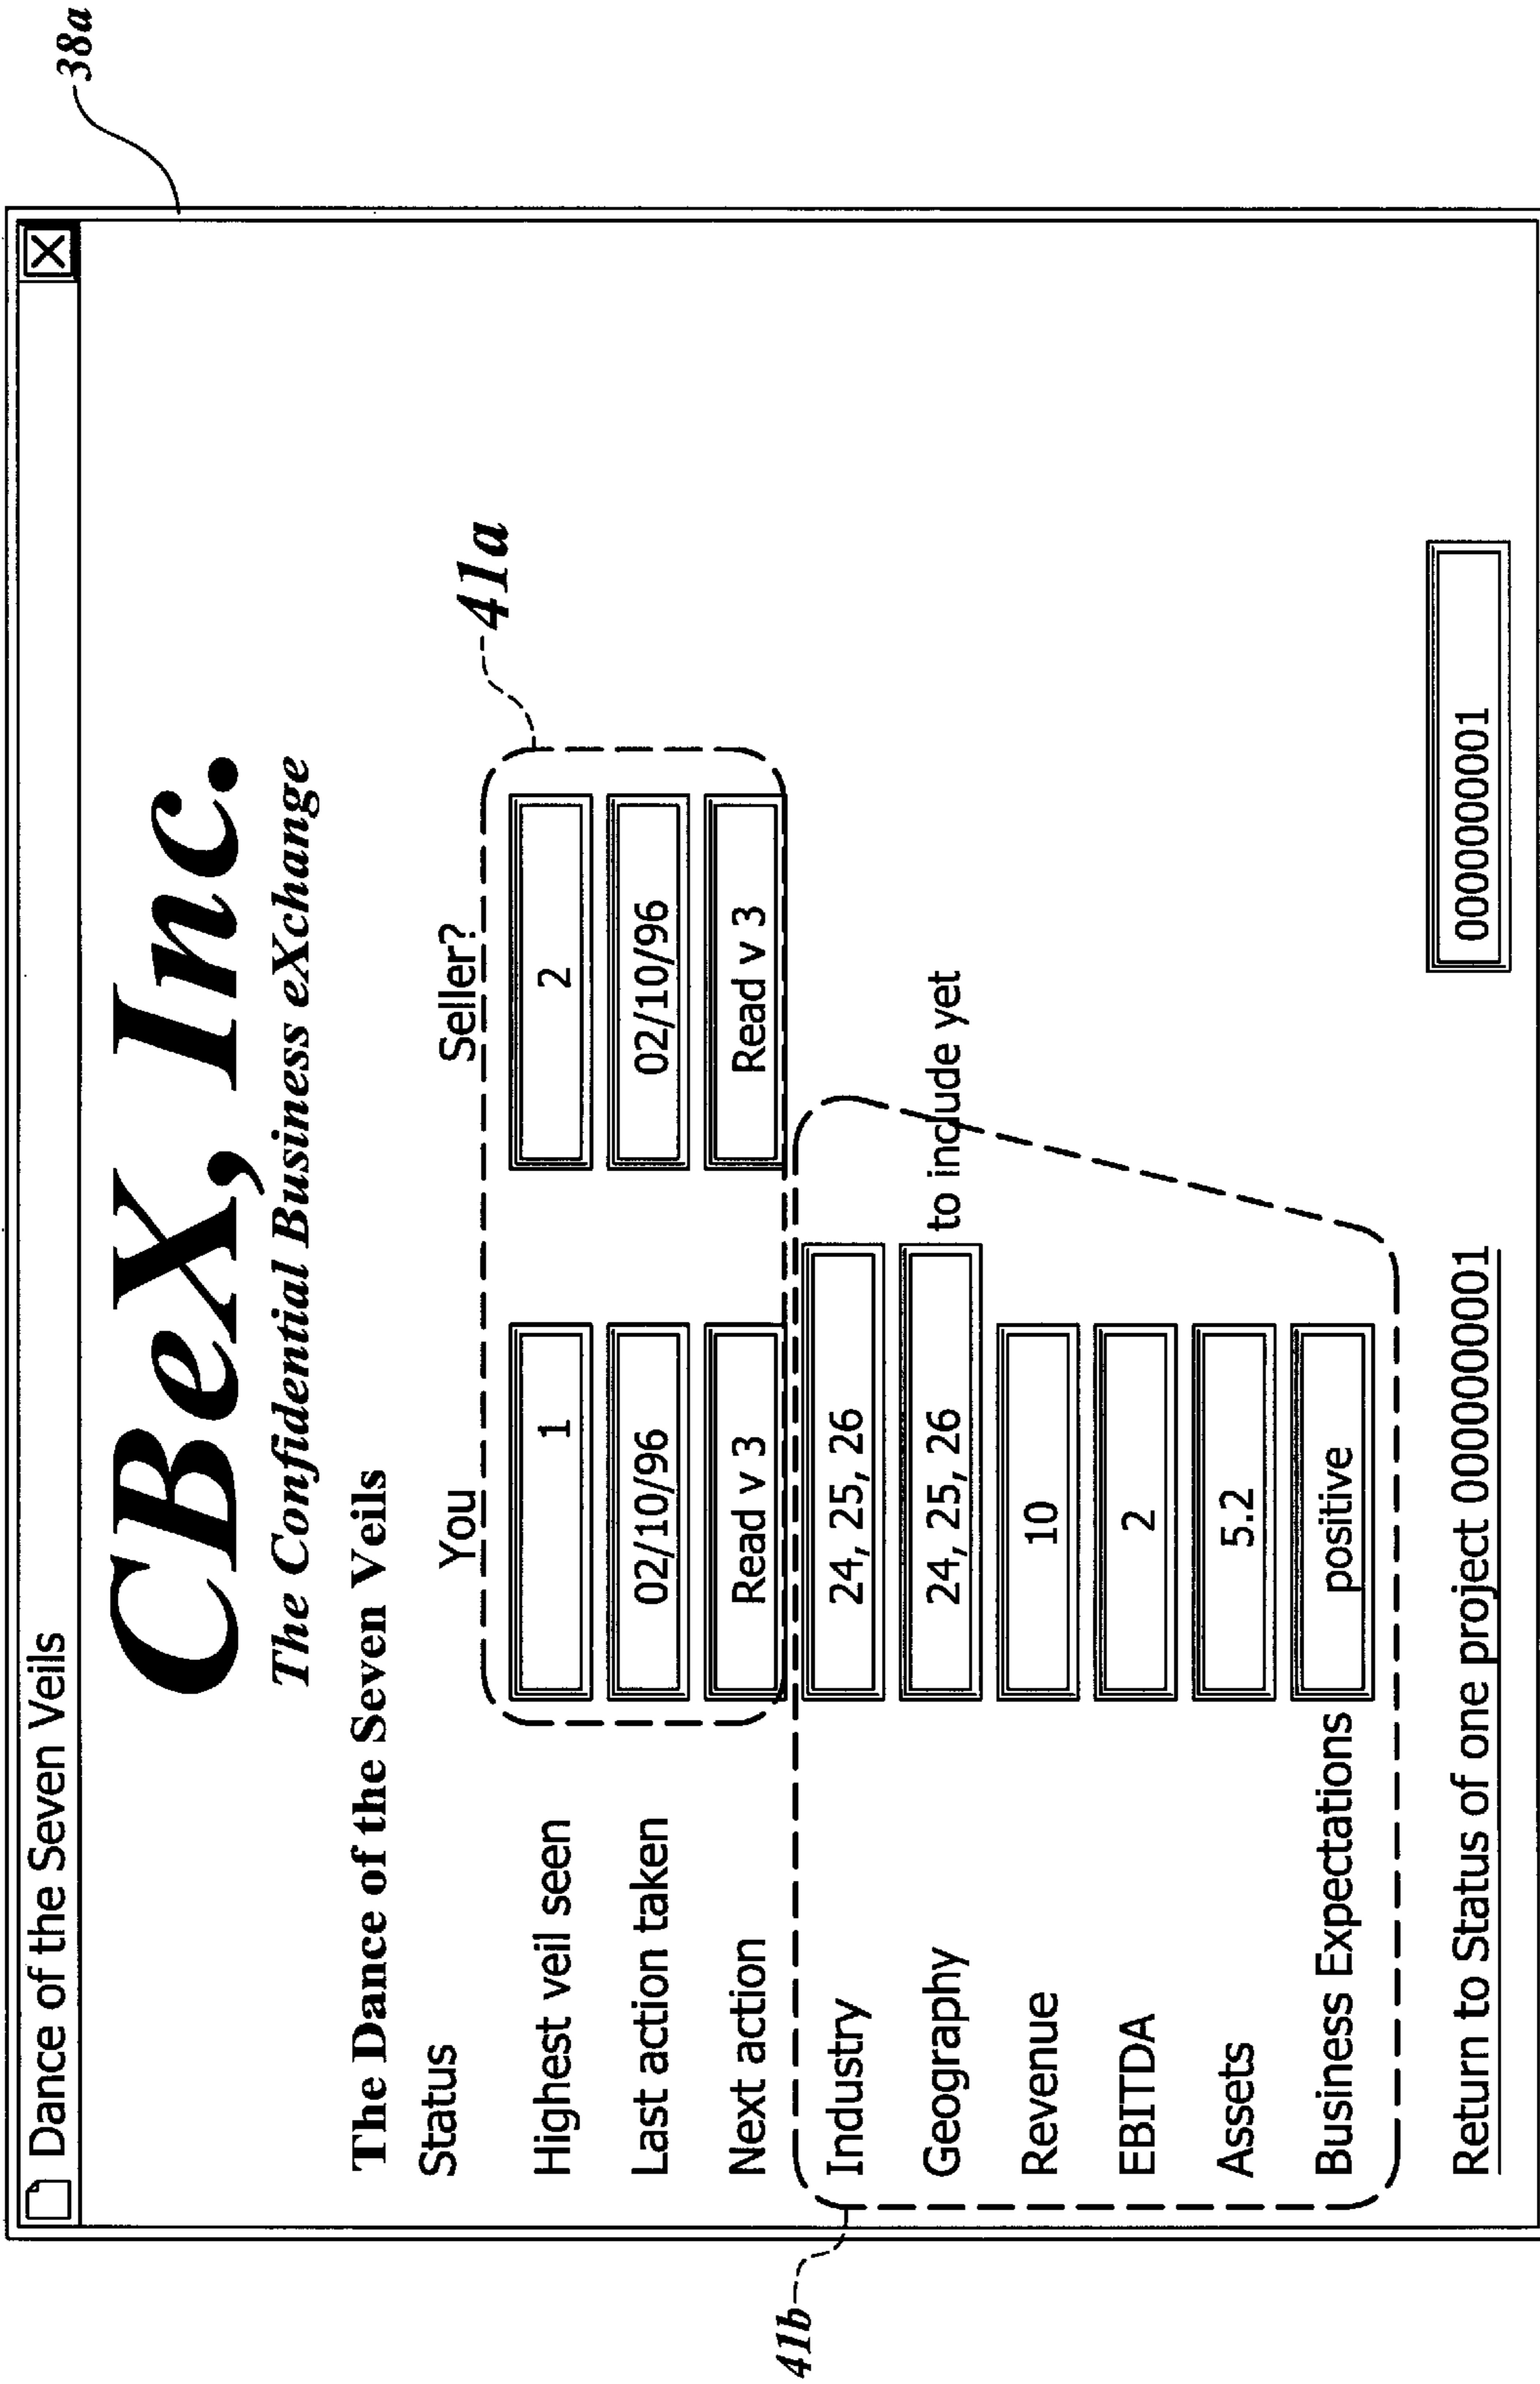 38a
Dance of the Seven Veils
CBeX, Inc.
The Confidential Business eXchange
The Dance of the Seven Veils
Status You Seller?
41a
Highest veil seen 1 2
Last action taken 02/10/96 02/10/96
Next action Read v 3 Read v 3
41b
Industry 24, 25, 26
Geography 24, 25, 26 to include yet
Revenue 10
EBITDA 2
Assets 5.2
Business Expectations positive
Return to Status of one project 0000000001 0000000001